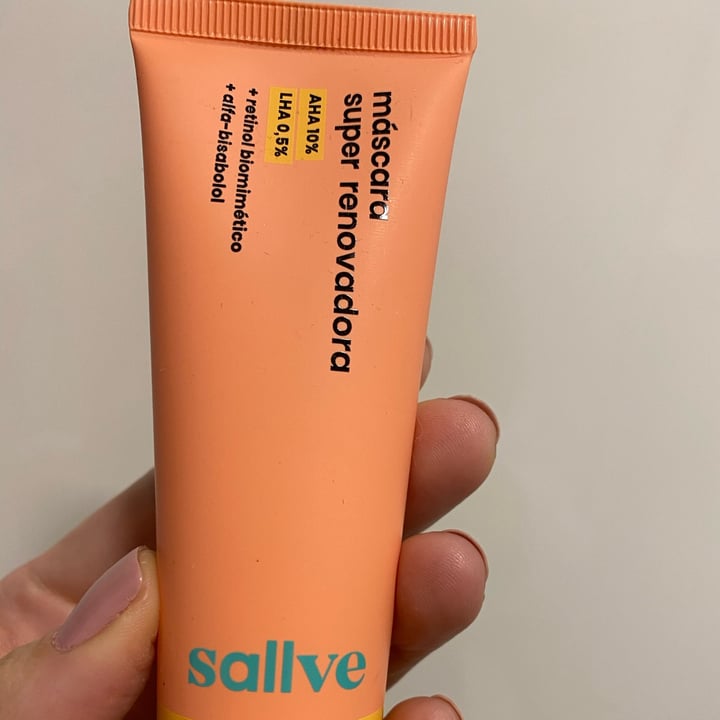 máscara
super renovadora
AHA 10%
LHA 0,5%
+ retinol biomimético
+ alfa-bisabolol
sallve